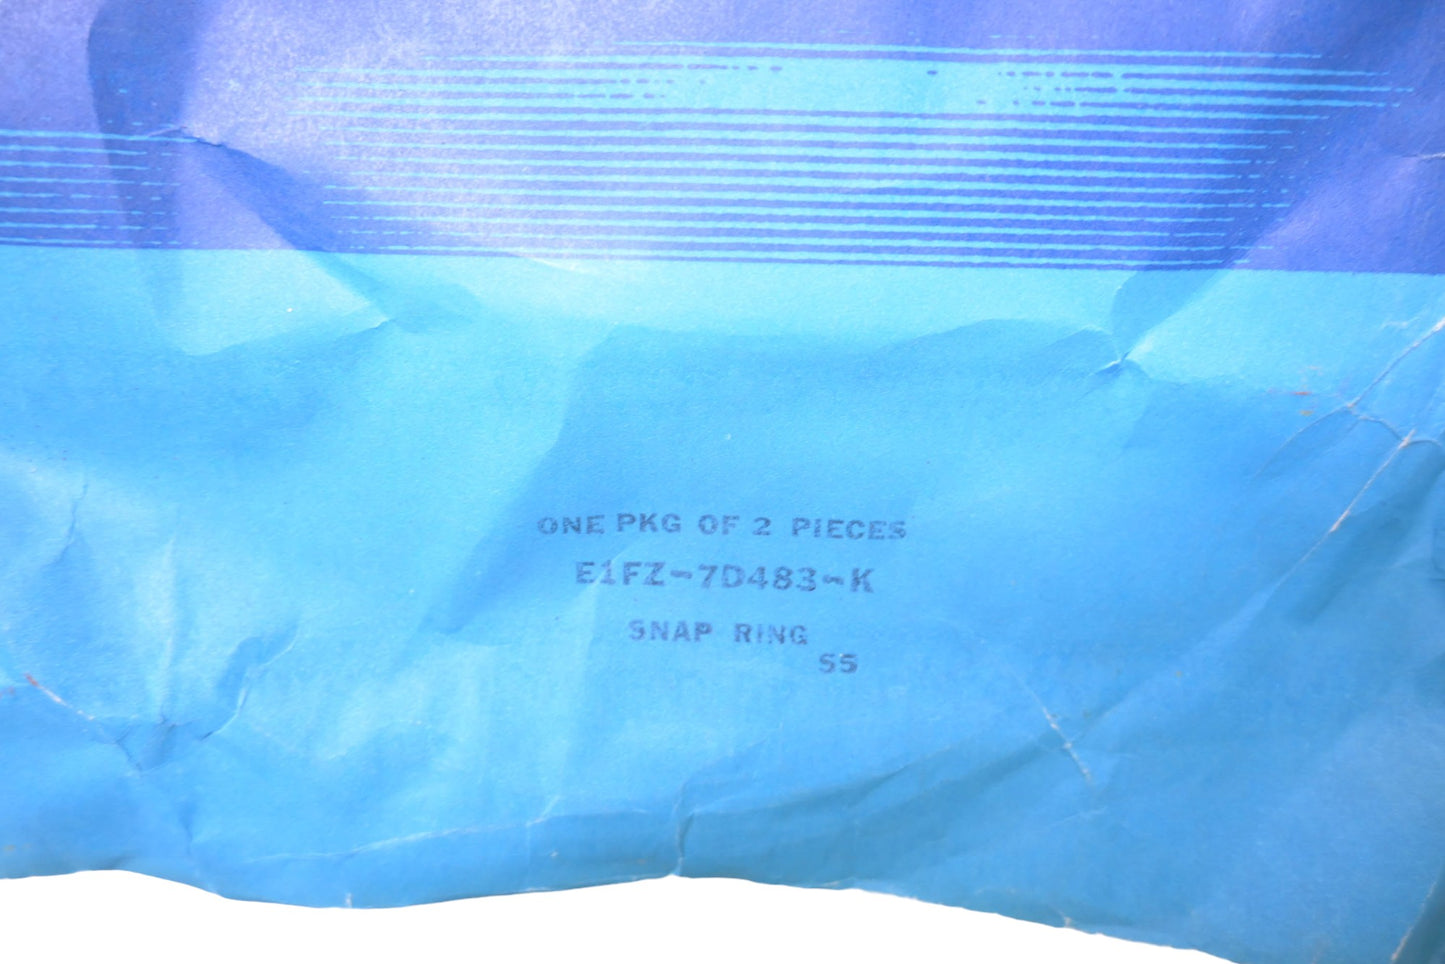 ONE PKG OF 2 PIECES
E1FZ-7D483-K
SNAP RING
S5